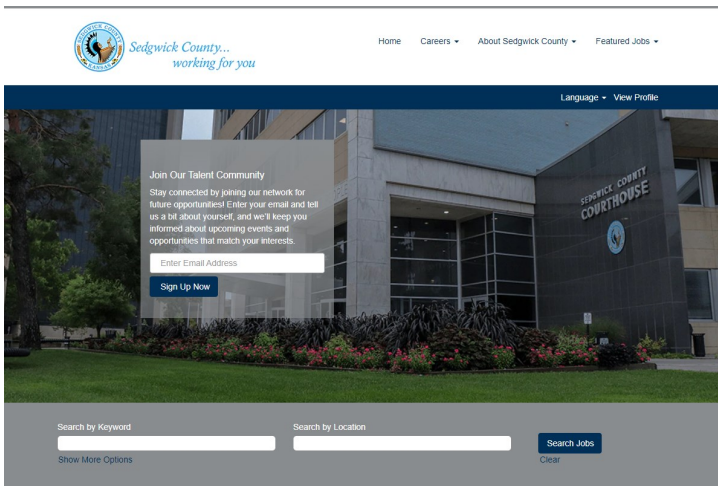 SEDGWICK COUNTY
KANSAS
Sedgwick County...
working for you
Home Careers About Sedgwick County Featured Jobs
Language View Profile
Join Our Talent Community
Stay connected by joining our network for
future opportunities! Enter your email and tell
us a bit about yourself, and we'll keep you
informed about upcoming events and
opportunities that match your interests.
Enter Email Address
Sign Up Now
SEDGWICK COUNTY
COURTHOUSE
Search by Keyword Search by Location
Search Jobs
Show More Options Clear